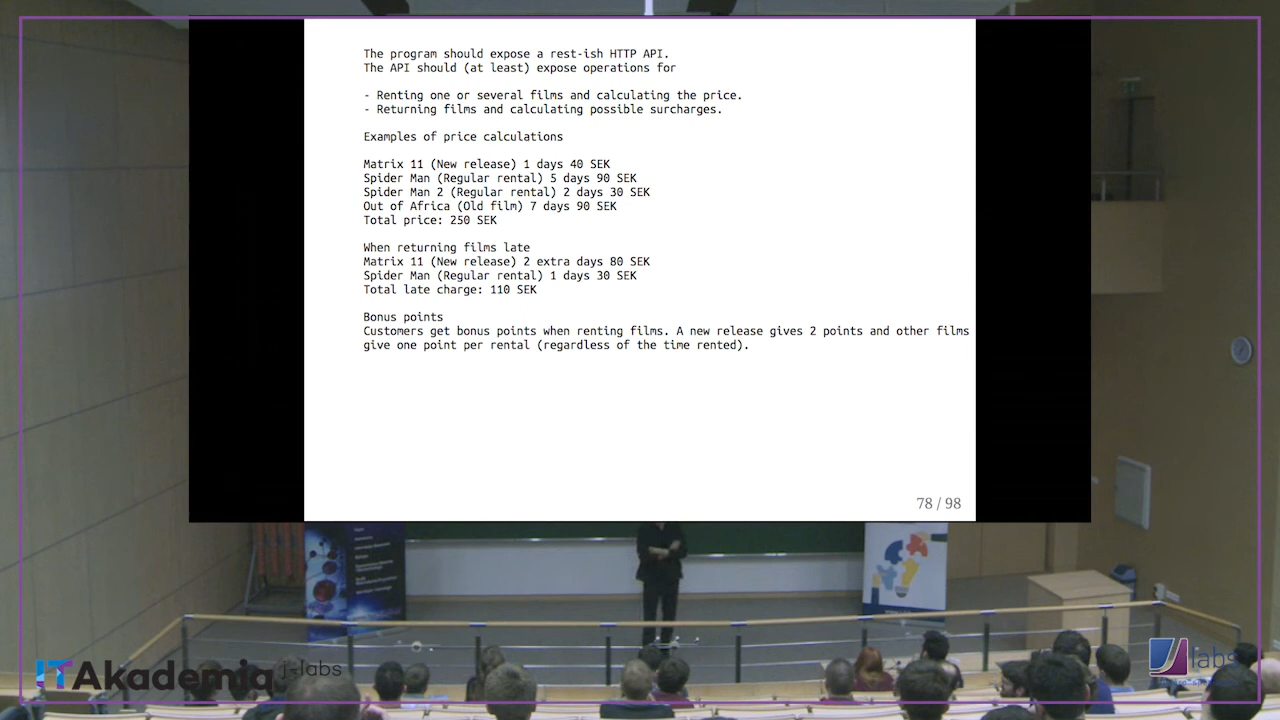 The program should expose a rest-ish HTTP API.
The API should (at least) expose operations for
- Renting one or several films and calculating the price.
- Returning films and calculating possible surcharges.
Examples of price calculations
Matrix 11 (New release) 1 days 40 SEK
Spider Man (Regular rental) 5 days 90 SEK
Spider Man 2 (Regular rental) 2 days 30 SEK
Out of Africa (Old film) 7 days 90 SEK
Total price: 250 SEK
When returning films late
Matrix 11 (New release) 2 extra days 80 SEK
Spider Man (Regular rental) 1 days 30 SEK
Total late charge: 110 SEK
Bonus points
Customers get bonus points when renting films. A new release gives 2 points and other films
give one point per rental (regardless of the time rented).
78 / 98
ITAkademia j-labs
labs